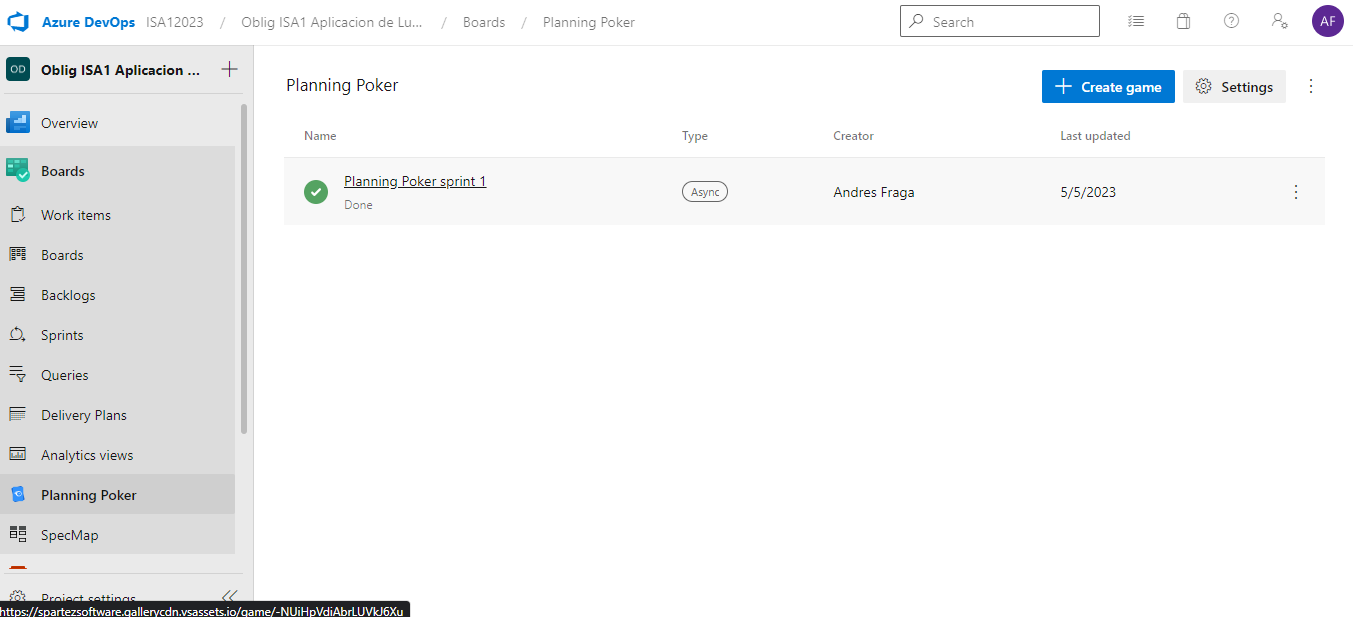 Azure DevOps ISA12023 / Oblig ISA1 Aplicacion de Lu... / Boards / Planning Poker
Search
AF
OD Oblig ISA1 Aplicacion ...
Overview
Boards
Work items
Boards
Backlogs
Sprints
Queries
Delivery Plans
Analytics views
Planning Poker
SpecMap
Project settings
Planning Poker
Create game
Settings
Name Type Creator Last updated
Planning Poker sprint 1 Async Andres Fraga 5/5/2023
Done
https://spartezsoftware.gallerycdn.vsassets.io/game/-NUiHpVdiAbrLUVkJ6Xu